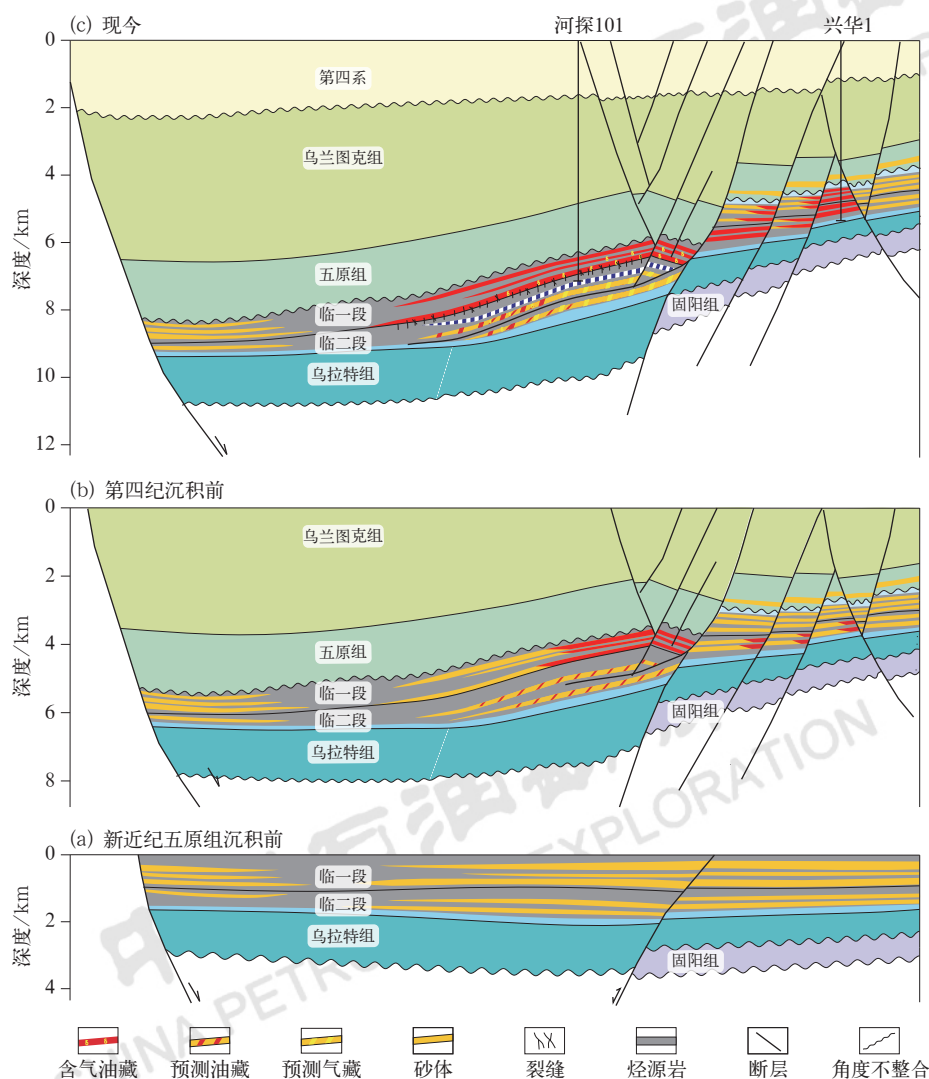 (c) 现今
河探101
兴华1
0
2
4
6
8
10
12
深度/km
第四系
乌兰图克组
五原组
临一段
临二段
乌拉特组
固阳组
(b) 第四纪沉积前
0
2
4
6
8
深度/km
乌兰图克组
五原组
临一段
临二段
乌拉特组
固阳组
(a) 新近纪五原组沉积前
0
2
4
深度/km
临一段
临二段
乌拉特组
固阳组
含气油藏
预测油藏
预测气藏
砂体
裂缝
烃源岩
断层
角度不整合
CHINA PETROLEUM EXPLORATION